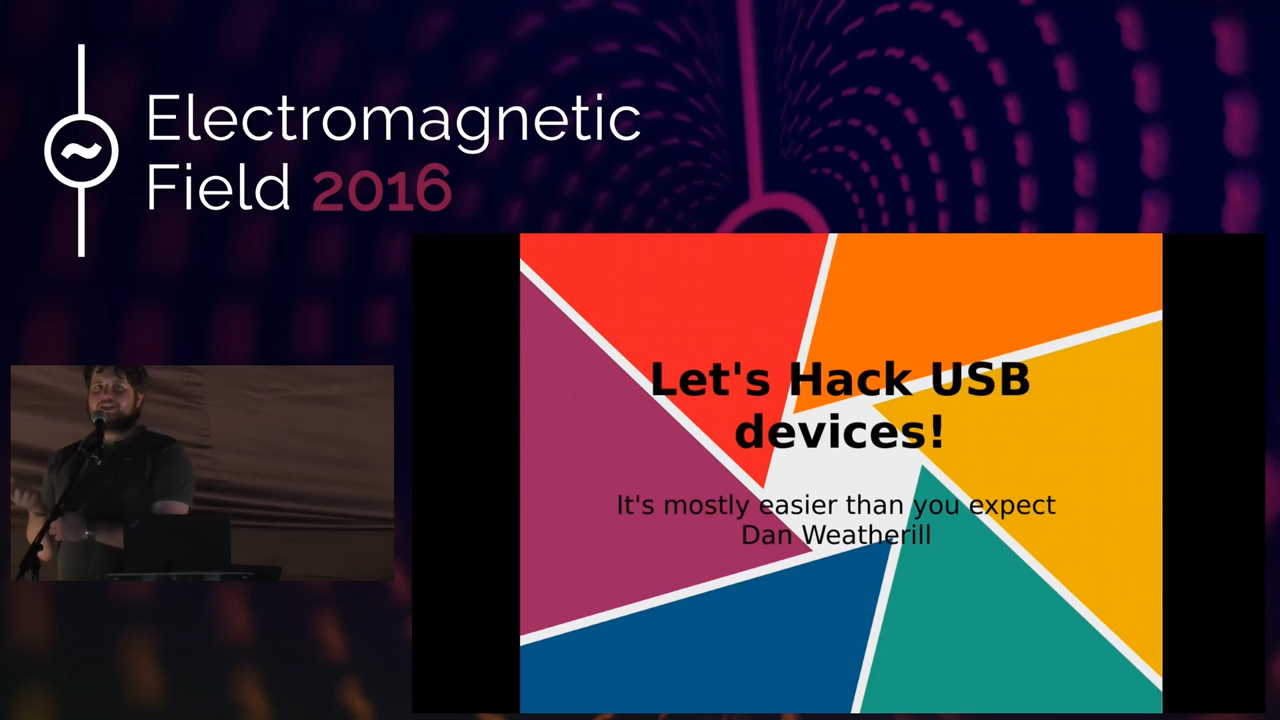 Electromagnetic
Field 2016
Let's Hack USB
devices!
It's mostly easier than you expect
Dan Weatherill